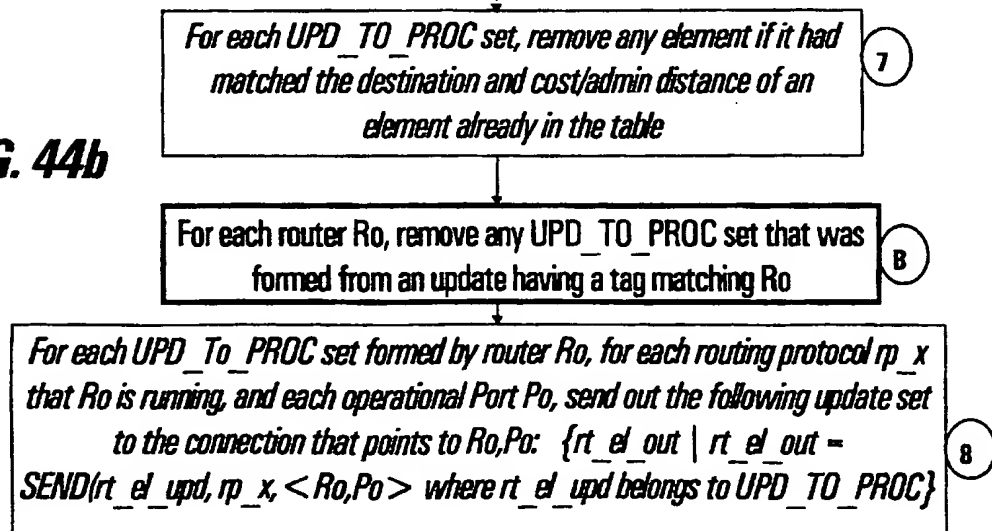 For each UPD_TO_PROC set, remove any element if it had
matched the destination and cost/admin distance of an
element already in the table
7
G. 44b
For each router Ro, remove any UPD_TO_PROC set that was
formed from an update having a tag matching Ro
B
For each UPD_To_PROC set formed by router Ro, for each routing protocol rp_x
that Ro is running, and each operational Port Po, send out the following update set
to the connection that points to Ro,Po: {rt_el_out | rt_el_out =
SEND(rt_el_upd, rp_x, <Ro,Po> where rt_el_upd belongs to UPD_TO_PROC}
8